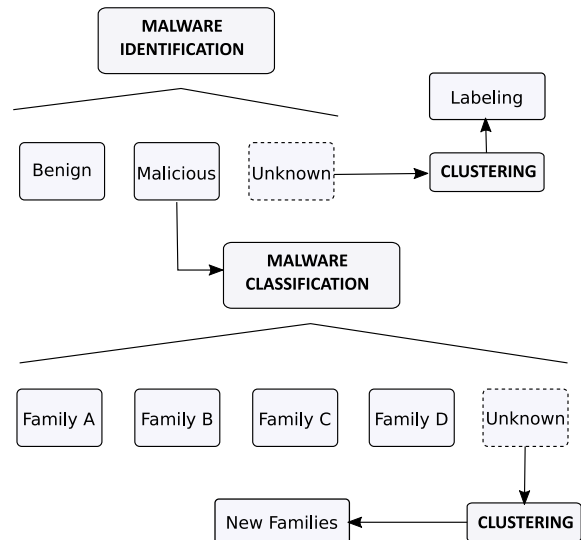 MALWARE
IDENTIFICATION
Labeling
Benign
Malicious
Unknown
CLUSTERING
MALWARE
CLASSIFICATION
Family A
Family B
Family C
Family D
Unknown
New Families
CLUSTERING